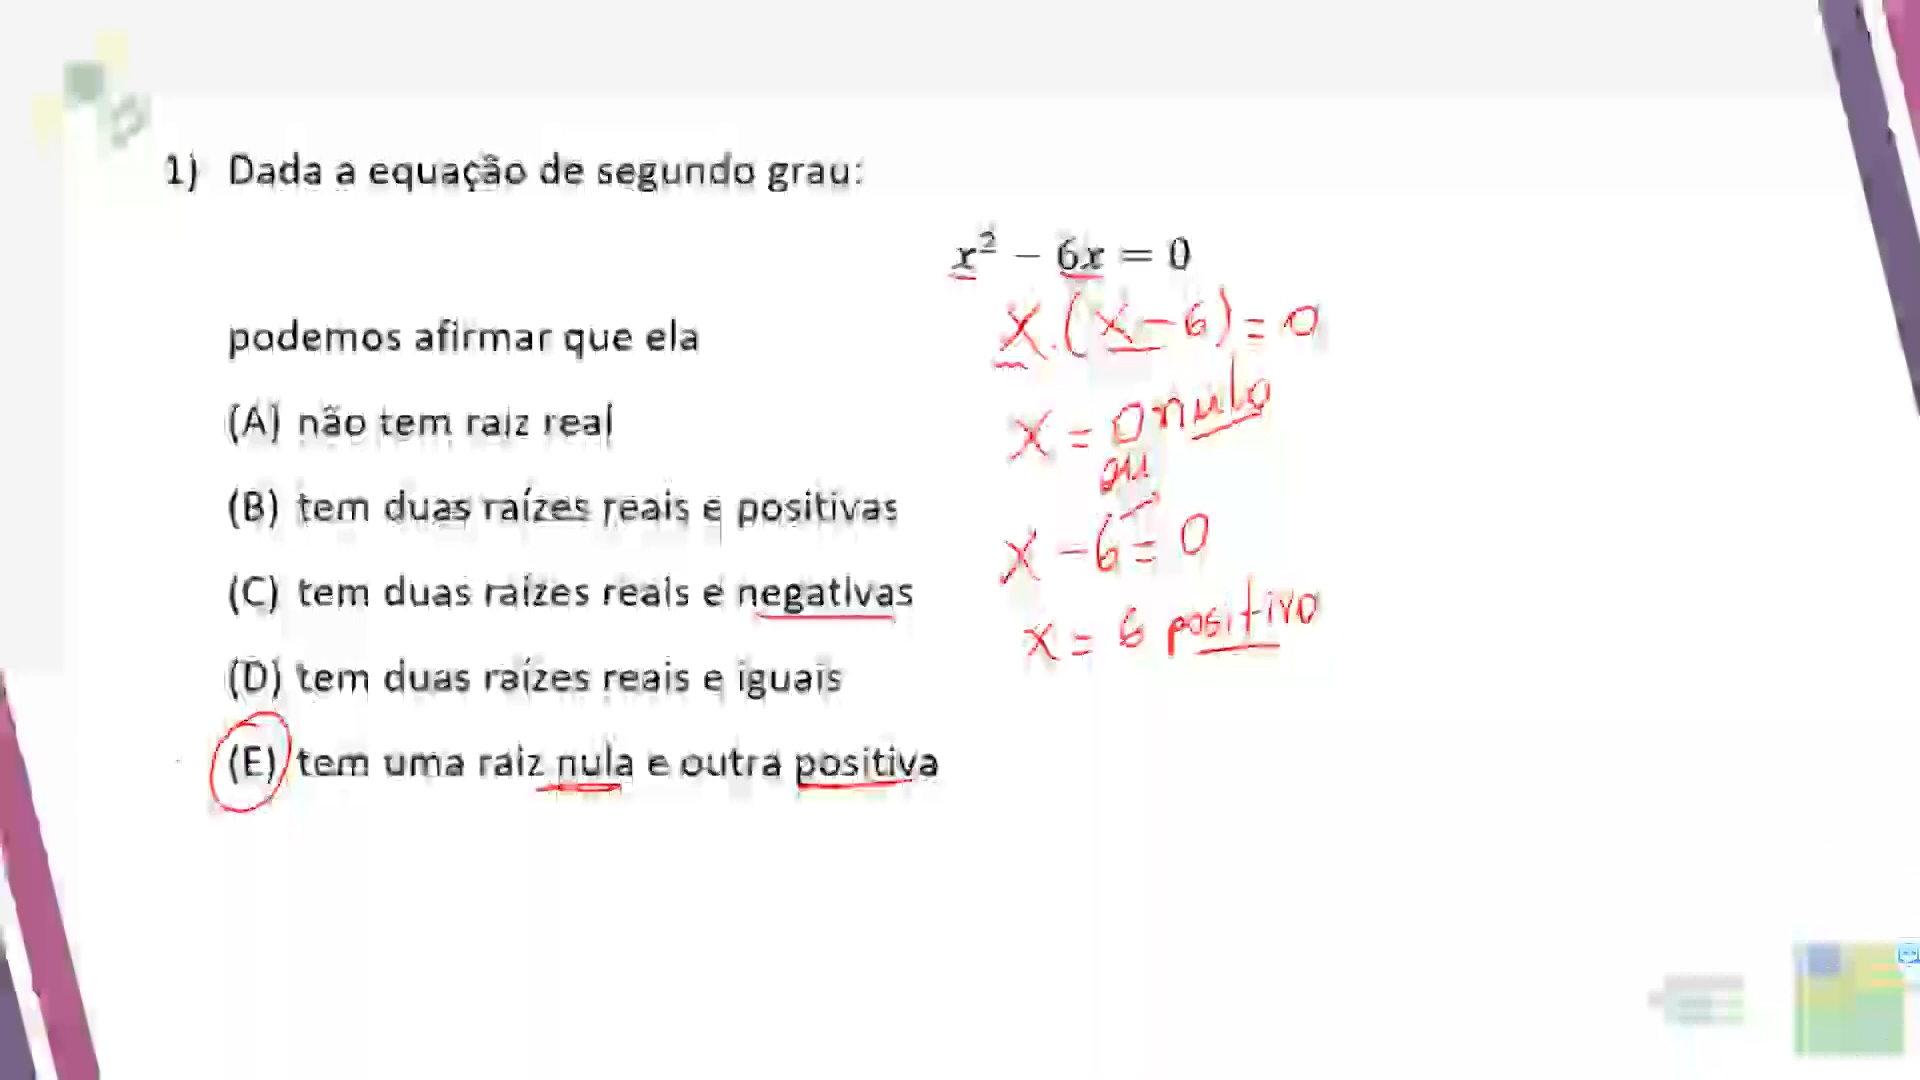 1) Dada a equação de segundo grau:
x² − 6x = 0
x.(x−6) = 0
podemos afirmar que ela
x = 0 nulo
(A) não tem raiz real
ou
(B) tem duas raízes reais e positivas
x − 6 = 0
(C) tem duas raízes reais e negativas
x = 6 positivo
(D) tem duas raízes reais e iguais
(E) tem uma raiz nula e outra positiva